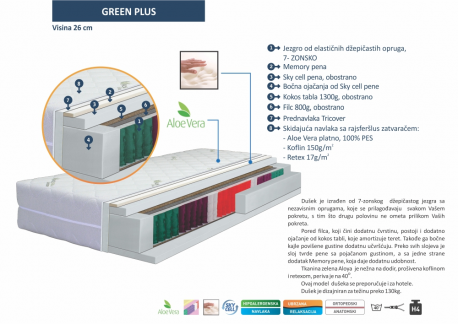 GREEN PLUS
Visina 26 cm
1 Jezgro od elastičnih džepičastih opruga,
7- ZONSKO
2 Memory pena
3 Sky cell pena, obostrano
4 Bočna ojačanja od Sky cell pene
5 Kokos tabla 1300g, obostrano
6 Filc 800g, obostrano
7 Prednavlaka Tricover
8 Skidajuća navlaka sa rajsferšlus zatvaračem:
- Aloe Vera platno, 100% PES
- Koflin 150g/m²
- Retex 17g/m²
Aloe Vera
Dušek je izrađen od 7-zonskog džepičastog jezgra sa
nezavisnim oprugama, koje se prilagođavaju svakom Vašem
pokretu, s tim što drugu polovinu ne ometa prilikom Vaših
pokreta.
Pored filca, koji čini dodatnu čvrstinu, postoji i dodatno
ojačanje od kokos table, koje amortizuje teret. Takođe ga bočne
kajle povišene gustine dodatno učvršćuju. Preko svih slojeva je
sloj tvrde pene sa pojačanom gustinom, a sa jedne strane
dodatak Memory pene, koja daje dodatnu udobnost.
Tkanina zelena Aloja je nežna na dodir, prošivena koflinom
i retexom, periva je na 40°.
Ovaj model dušeka se preporučuje i za hotele.
Dušek je dizajniran za težinu preko 130kg.
Aloe Vera
HIPOALERGENSKA
NAVLAKA
UDOBNA
RELAKSACIJA
ORTOPEDSKI
ANATOMSKI
H4